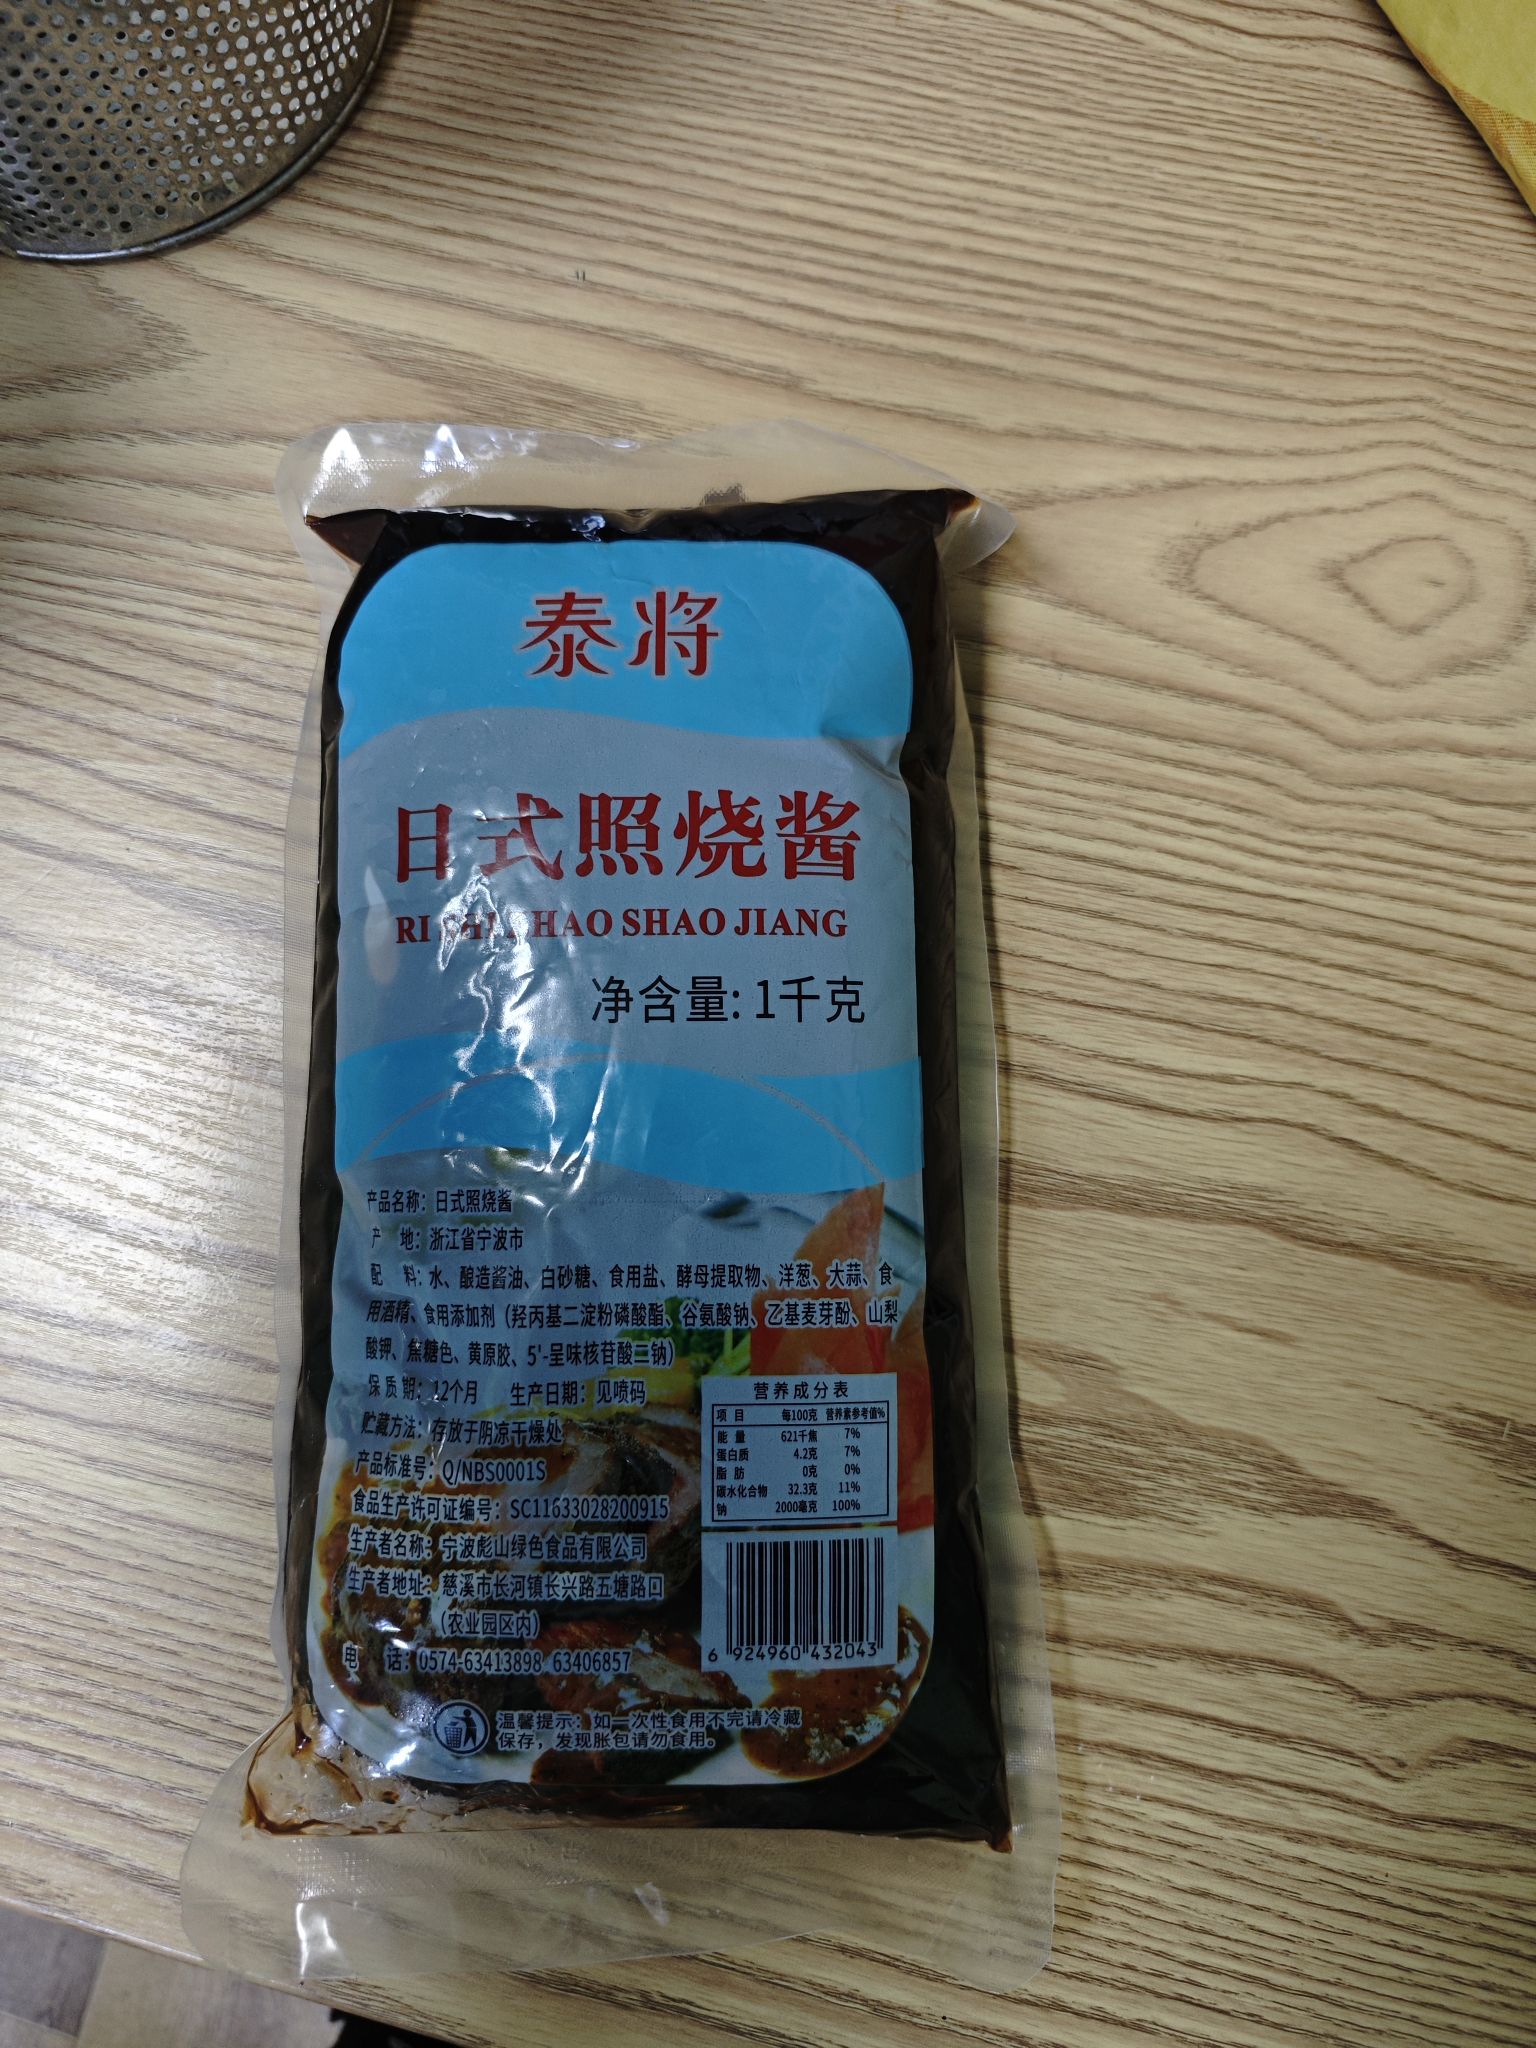 泰将
日式照烧酱
RI SHI ZHAO SHAO JIANG
净含量: 1千克
产品名称：日式照烧酱
产 地：浙江省宁波市
配 料：水、酿造酱油、白砂糖、食用盐、酵母提取物、洋葱、大蒜、食
用酒精、食用添加剂（羟丙基二淀粉磷酸酯、谷氨酸钠、乙基麦芽酚、山梨
酸钾、焦糖色、黄原胶、5'-呈味核苷酸二钠）
保 质 期：12个月 生产日期：见喷码
贮藏方法：存放于阴凉干燥处
产品标准号：Q/NBS0001S
食品生产许可证编号：SC11633028200915
生产者名称：宁波彪山绿色食品有限公司
生产者地址：慈溪市长河镇长兴路五塘路口
（农业园区内）
电 话：0574-63413898 63406857
营养成分表
项 目 每100克 营养素参考值%
能 量 621千焦 7%
蛋白质 4.2克 7%
脂 肪 0克 0%
碳水化合物 32.3克 11%
钠 2000毫克 100%
6 924960 432043
温馨提示：如一次性食用不完请冷藏
保存，发现胀包请勿食用。